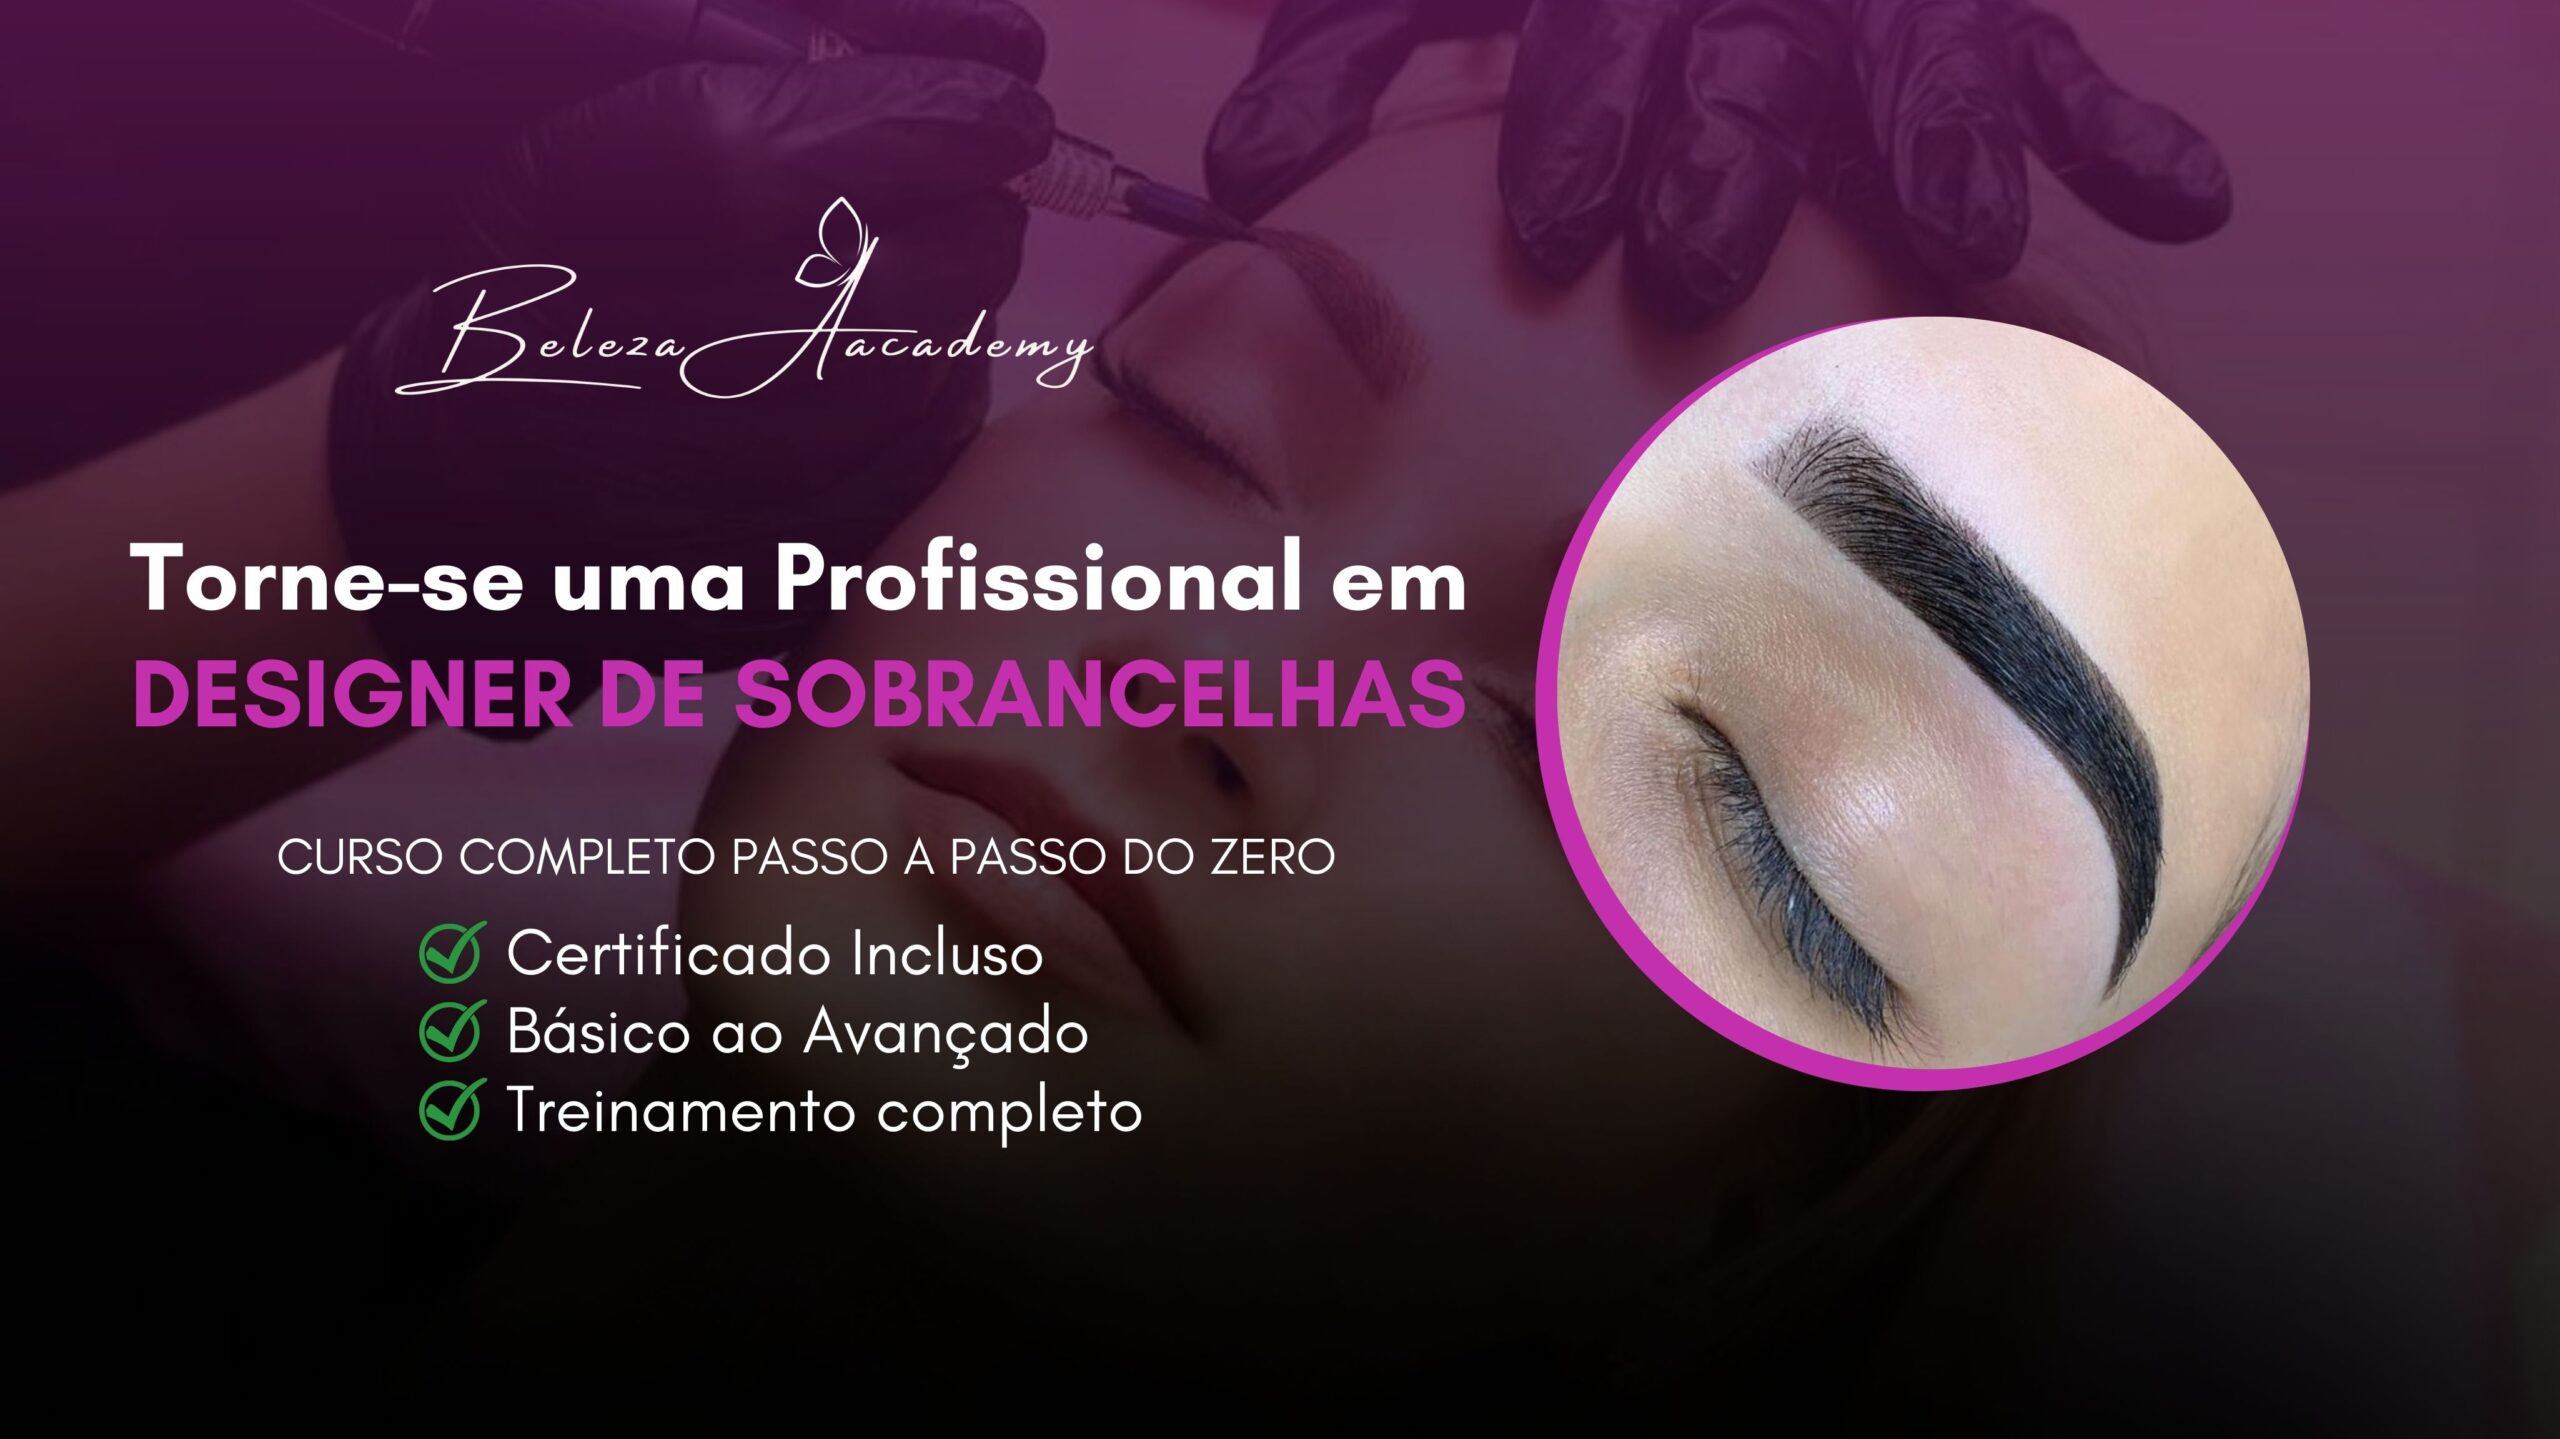 Beleza Aacademy
Torne-se uma Profissional em
DESIGNER DE SOBRANCELHAS
CURSO COMPLETO PASSO A PASSO DO ZERO
Certificado Incluso
Básico ao Avançado
Treinamento completo